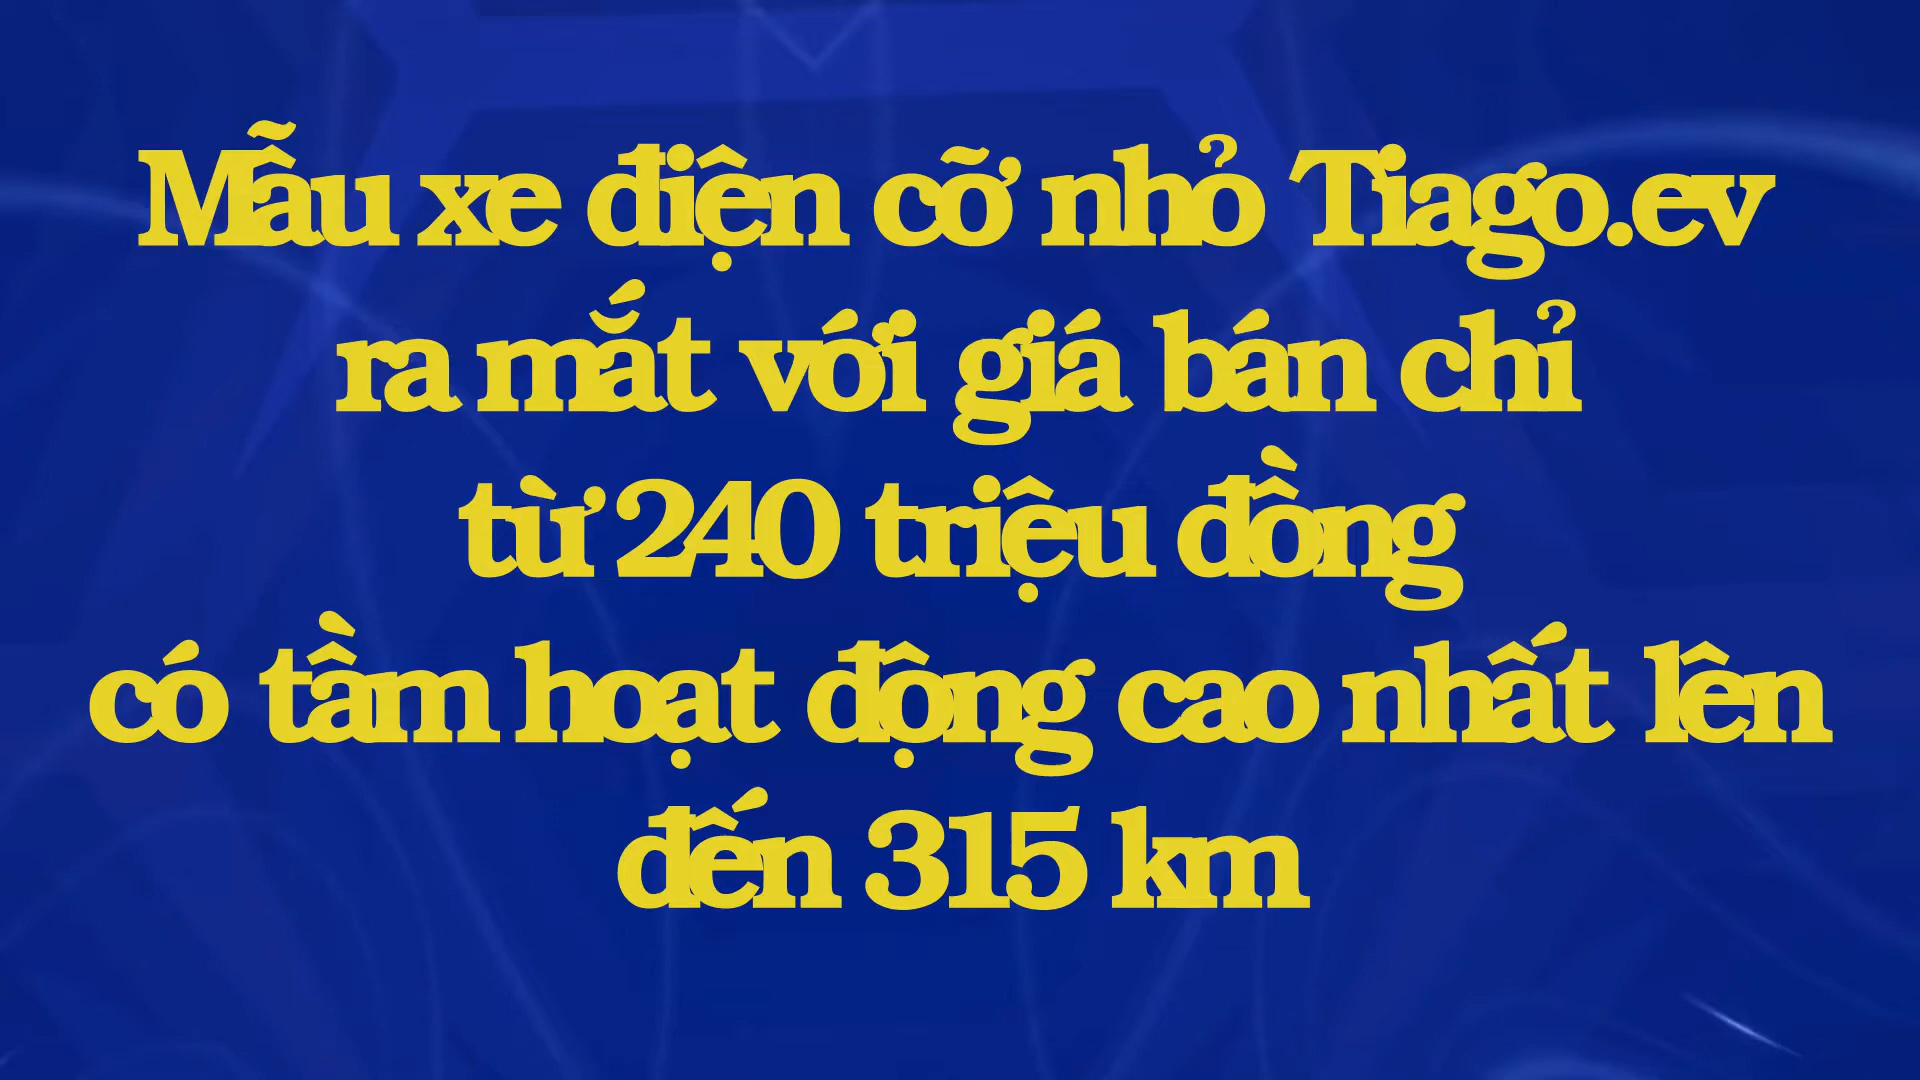 Mẫu xe điện cỡ nhỏ Tiago.ev
ra mắt với giá bán chỉ
từ 240 triệu đồng
có tầm hoạt động cao nhất lên
đến 315 km